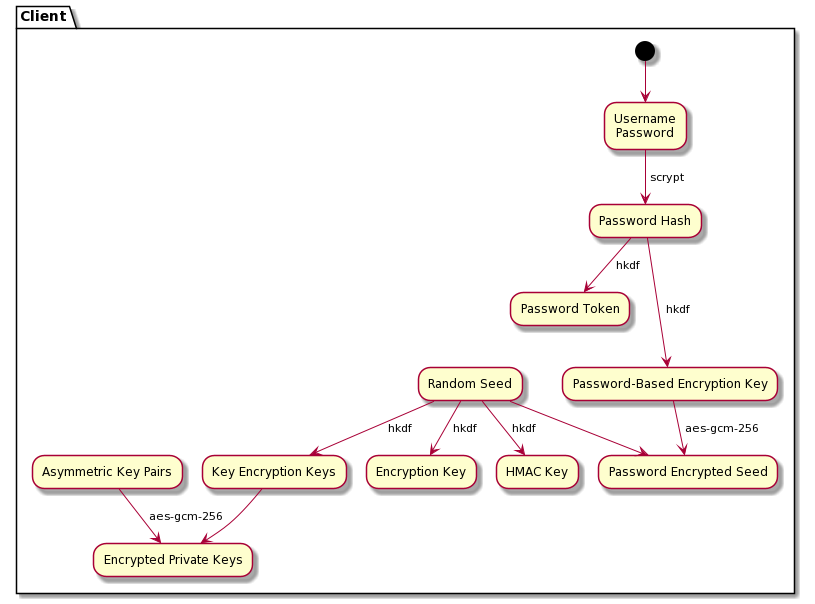 Client
Username
Password
scrypt
Password Hash
hkdf
Password Token
hkdf
Random Seed
Password-Based Encryption Key
hkdf
hkdf
hkdf
aes-gcm-256
Asymmetric Key Pairs
Key Encryption Keys
Encryption Key
HMAC Key
Password Encrypted Seed
aes-gcm-256
Encrypted Private Keys